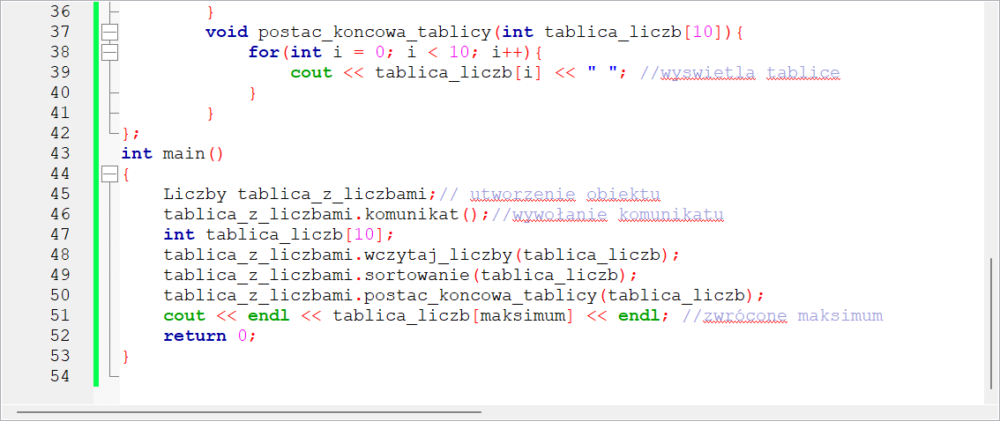 36 }
37 void postac_koncowa_tablicy(int tablica_liczb[10]){
38 for(int i = 0; i < 10; i++){
39 cout << tablica_liczb[i] << " "; //wyswietla tablice
40 }
41 }
42 };
43 int main()
44 {
45 Liczby tablica_z_liczbami;// utworzenie obiektu
46 tablica_z_liczbami.komunikat();//wywołanie komunikatu
47 int tablica_liczb[10];
48 tablica_z_liczbami.wczytaj_liczby(tablica_liczb);
49 tablica_z_liczbami.sortowanie(tablica_liczb);
50 tablica_z_liczbami.postac_koncowa_tablicy(tablica_liczb);
51 cout << endl << tablica_liczb[maksimum] << endl; //zwrócone maksimum
52 return 0;
53 }
54